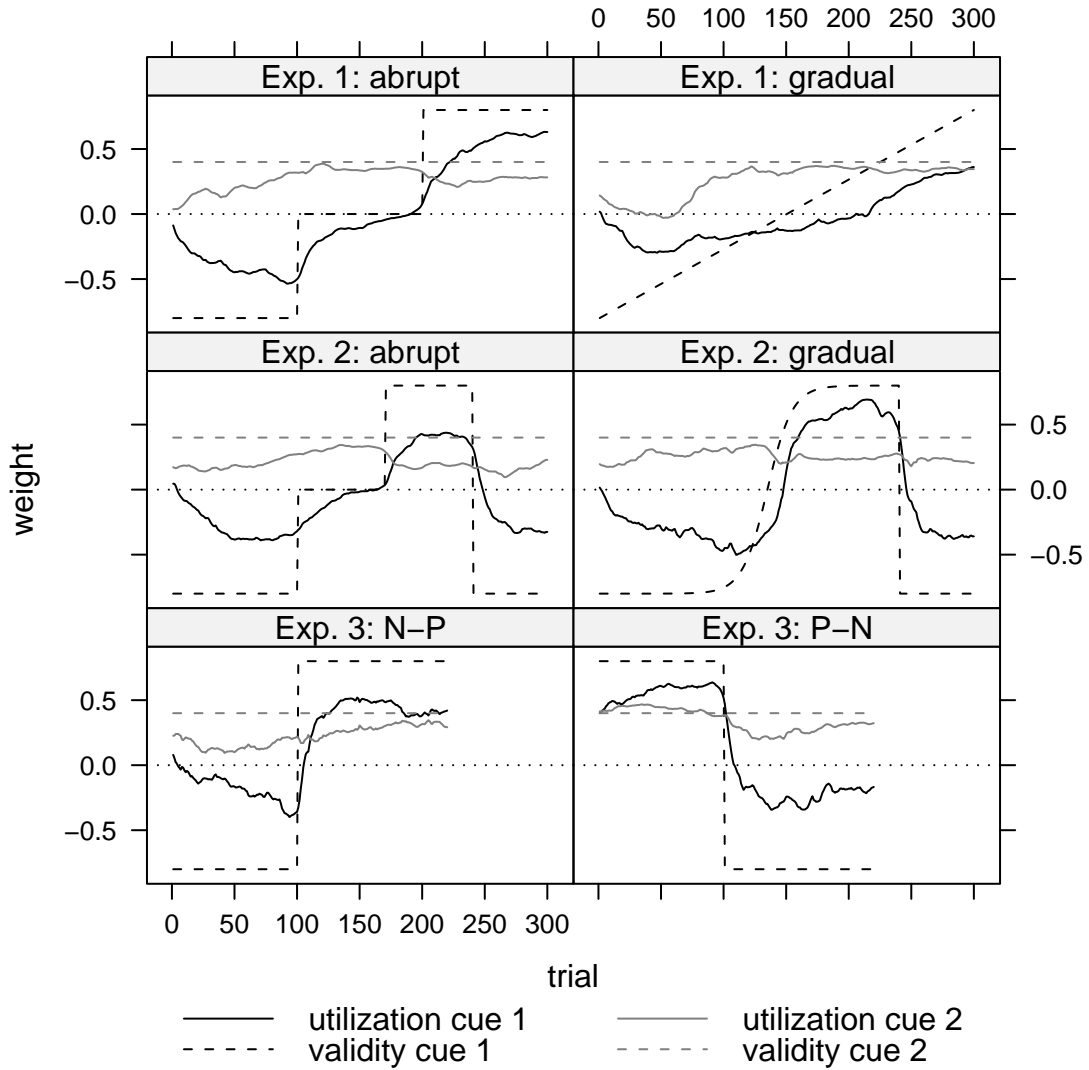 0 50 100 150 200 250 300
Exp. 1: abrupt Exp. 1: gradual
0.5
0.0
−0.5
Exp. 2: abrupt Exp. 2: gradual
0.5
0.0
−0.5
weight
Exp. 3: N−P Exp. 3: P−N
0.5
0.0
−0.5
0 50 100 150 200 250 300
trial
utilization cue 1 utilization cue 2
validity cue 1 validity cue 2